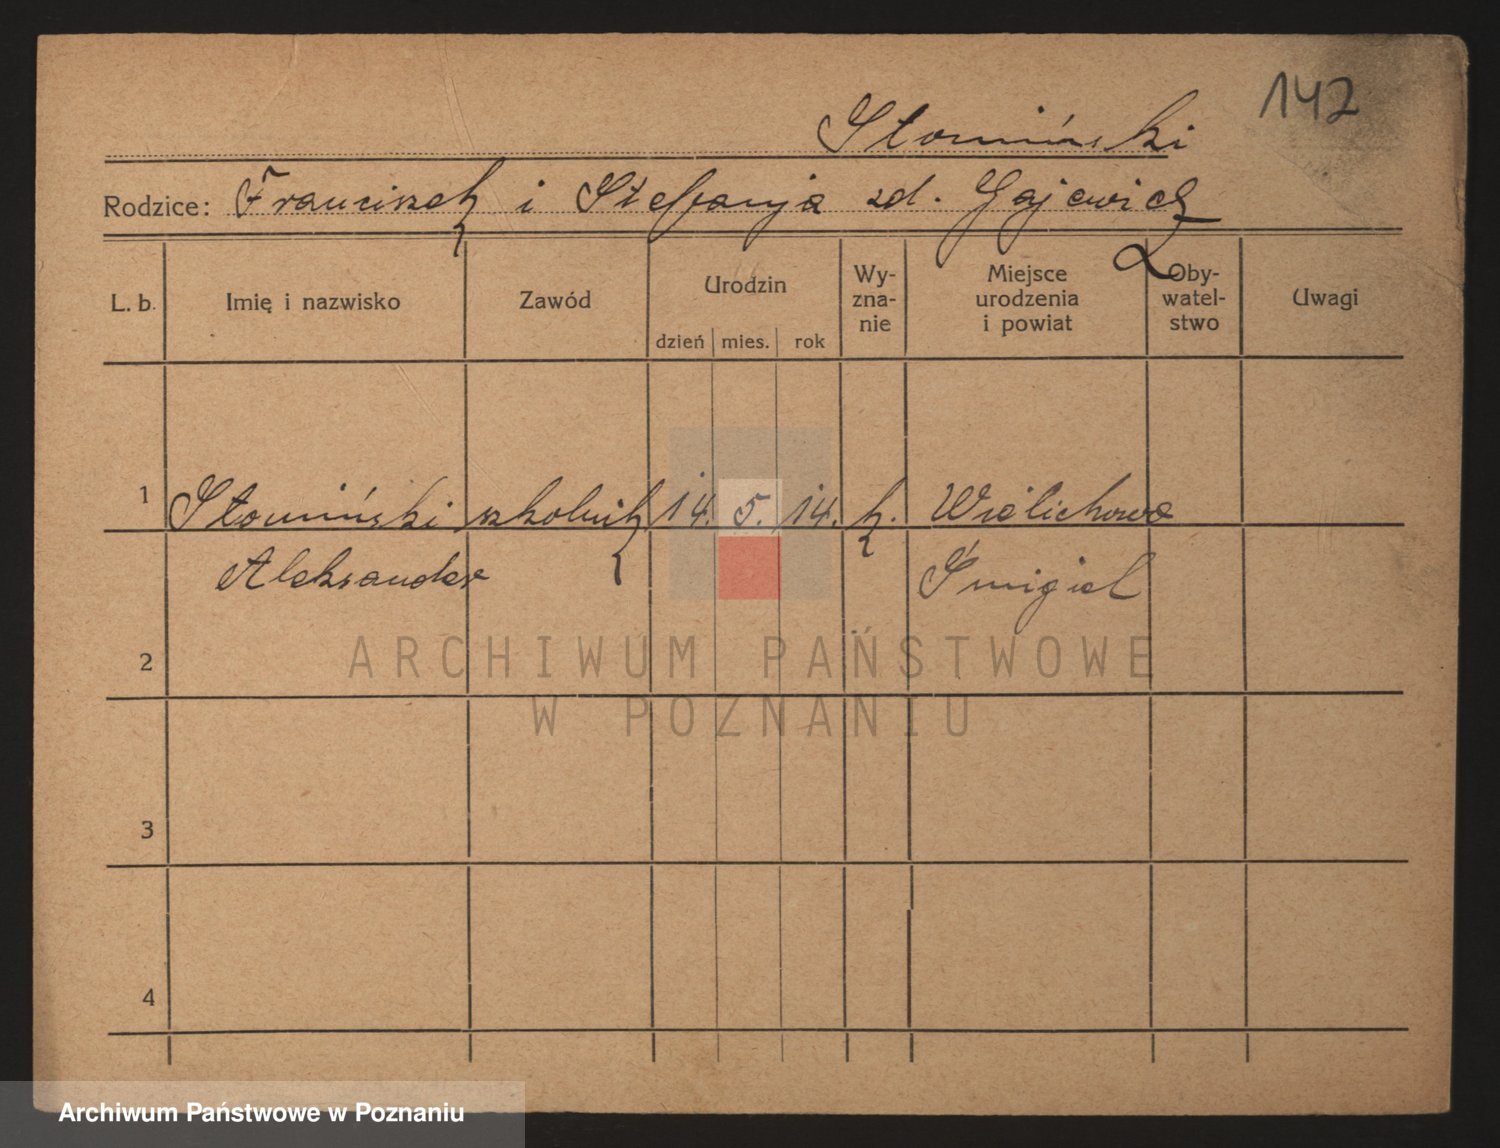 142
Słomiński
Rodzice: Franciszek i Stefanja zd. Gajewicz
L. b. Imię i nazwisko Zawód Urodzin dzień mies. rok Wy-zna-nie Miejsce urodzenia i powiat Oby-watel-stwo Uwagi
1 Słomiński szkolnik 14. 5. 14. k. Wielichowo
Aleksander Śmigiel
2
3
4
ARCHIWUM PAŃSTWOWE
W POZNANIU
Archiwum Państwowe w Poznaniu